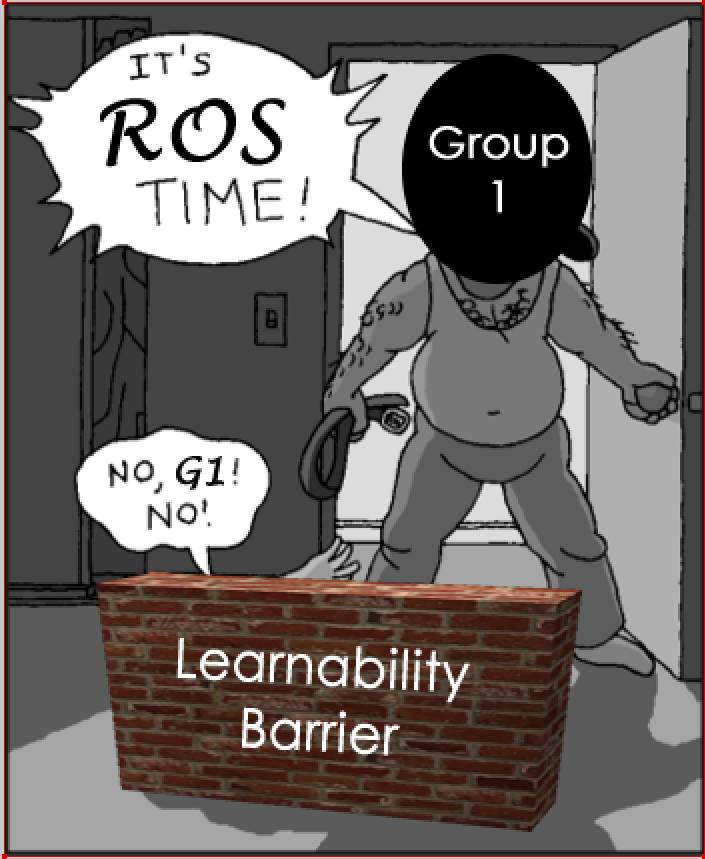 IT'S
ROS
TIME!
Group
1
NO, G1!
NO!
Learnability
Barrier